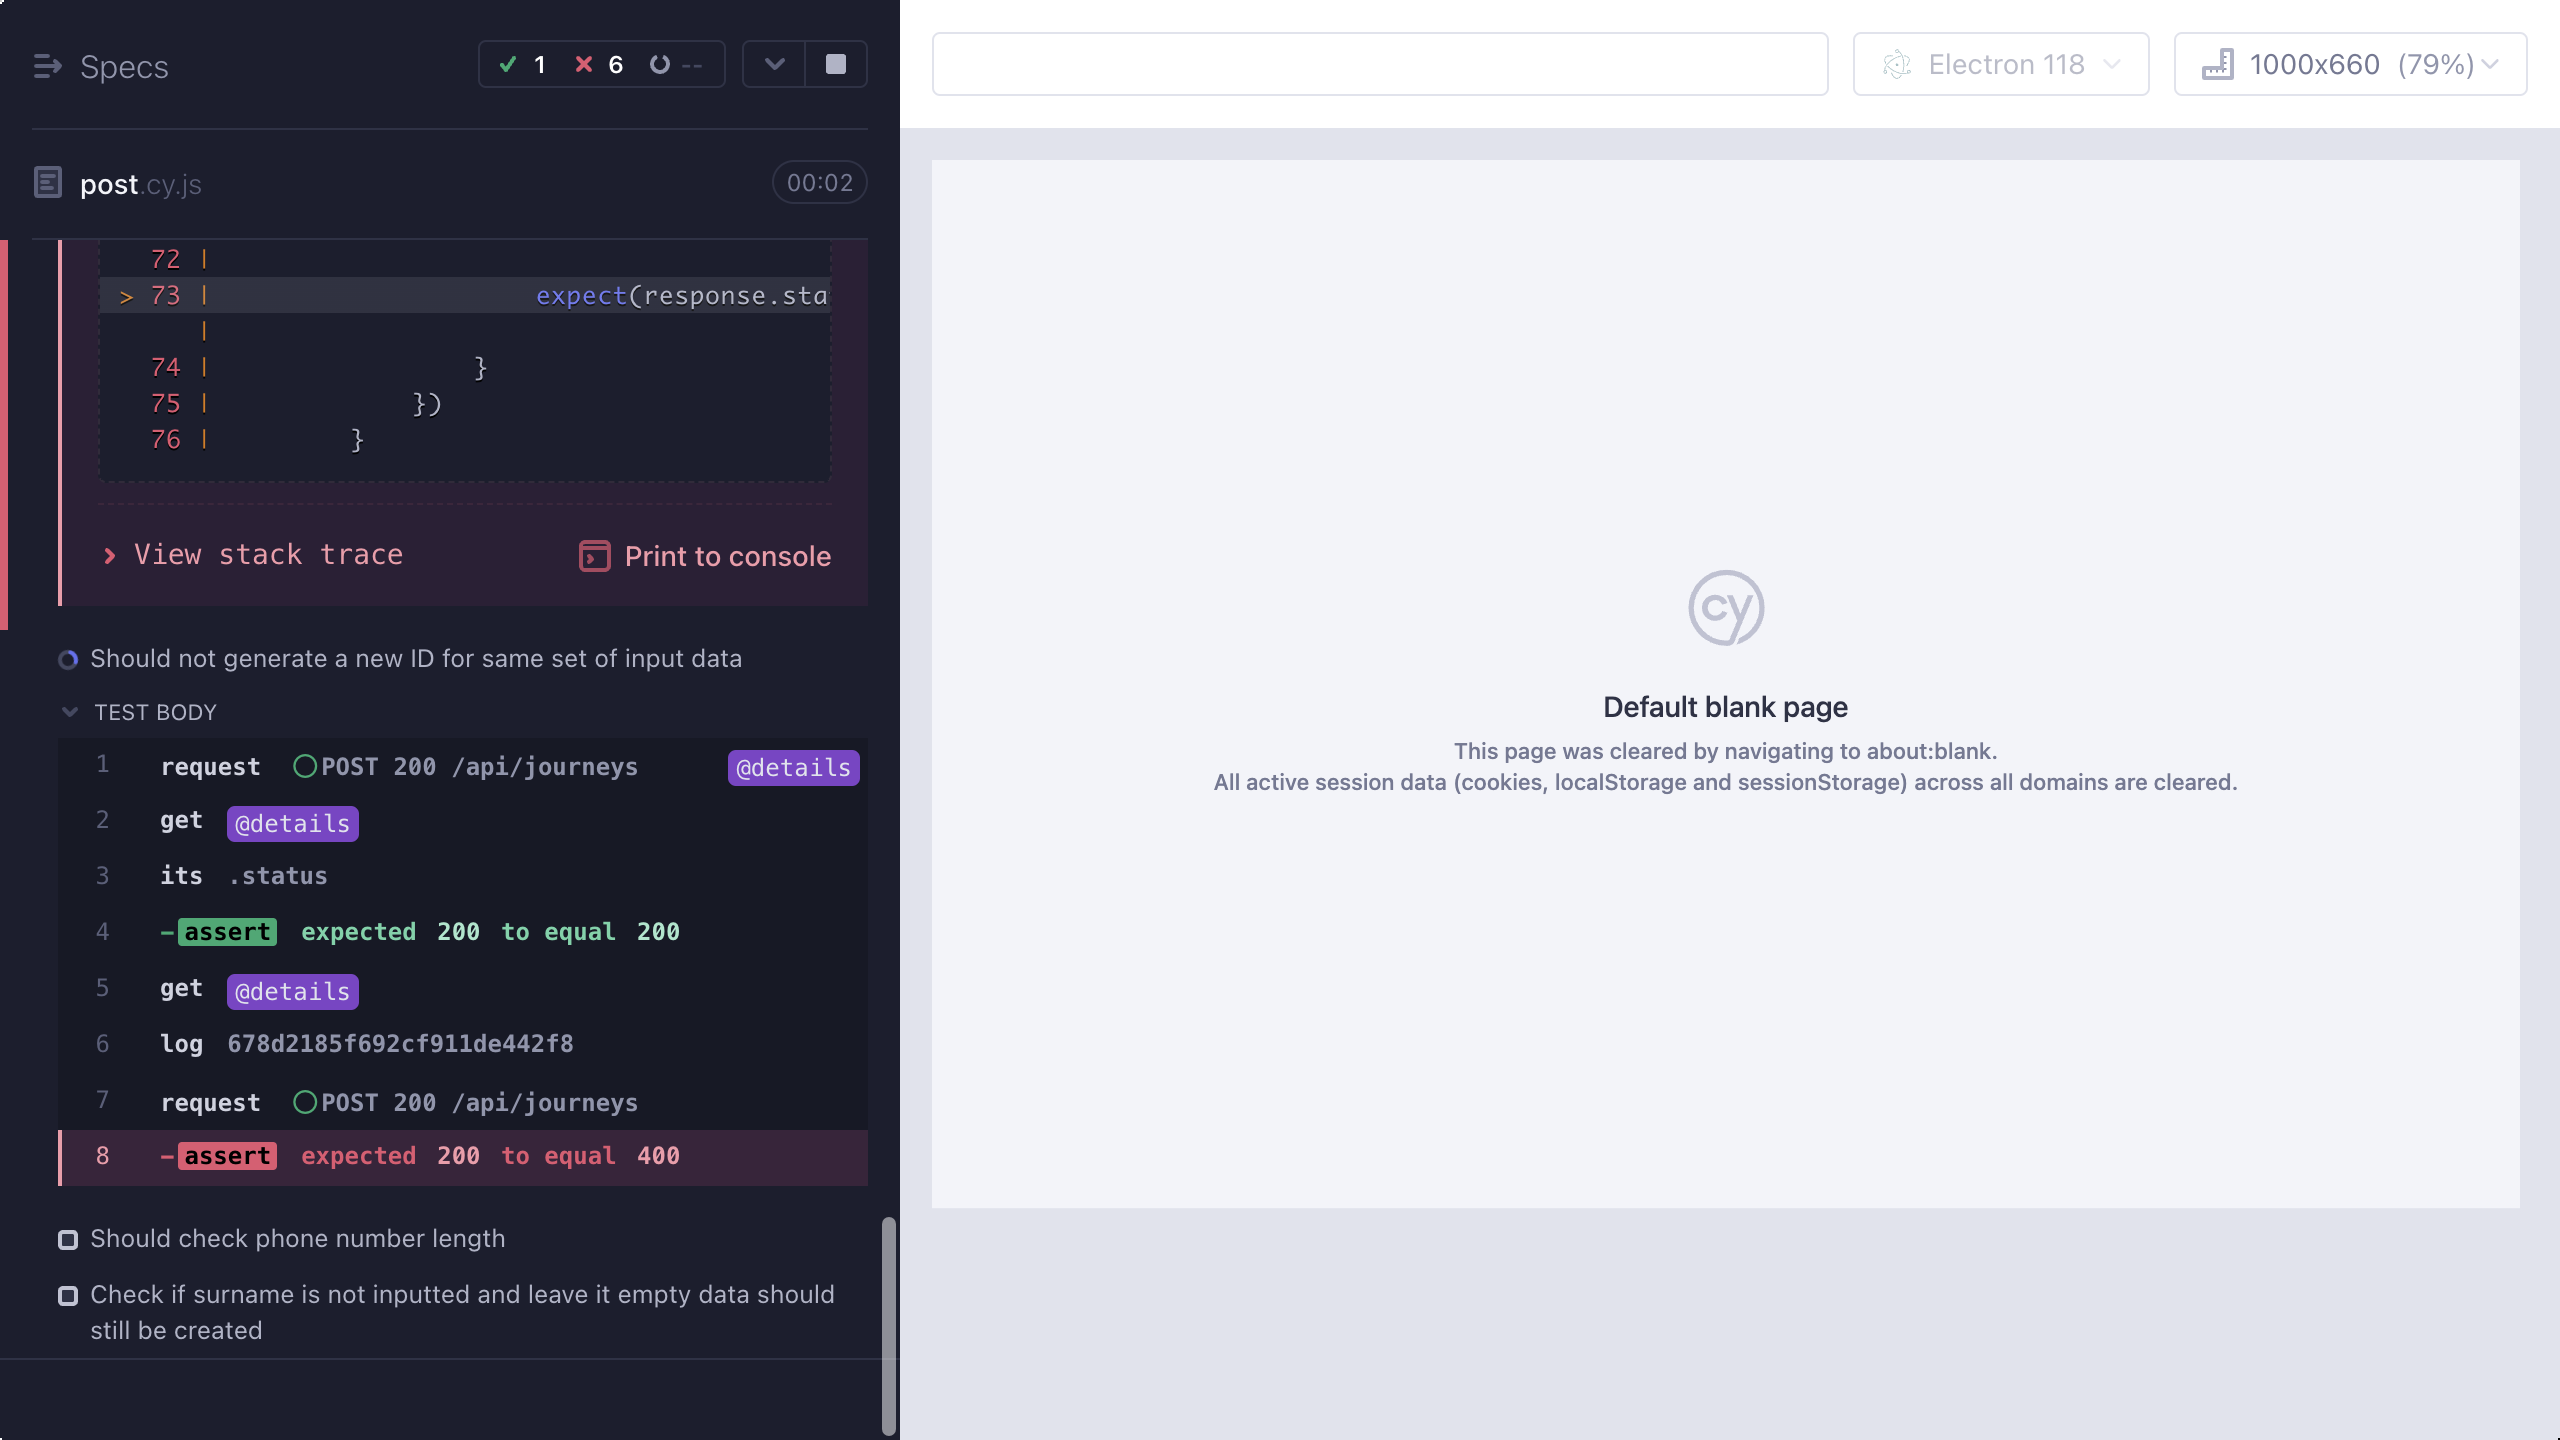 Specs
1 6 --
post.cy.js
00:02
72 |
> 73 | expect(response.sta
|
74 | }
75 | })
76 | }
View stack trace
Print to console
Should not generate a new ID for same set of input data
TEST BODY
1 request POST 200 /api/journeys @details
2 get @details
3 its .status
4 -assert expected 200 to equal 200
5 get @details
6 log 678d2185f692cf911de442f8
7 request POST 200 /api/journeys
8 -assert expected 200 to equal 400
Should check phone number length
Check if surname is not inputted and leave it empty data should
still be created
Electron 118
1000x660 (79%)
cy
Default blank page
This page was cleared by navigating to about:blank.
All active session data (cookies, localStorage and sessionStorage) across all domains are cleared.